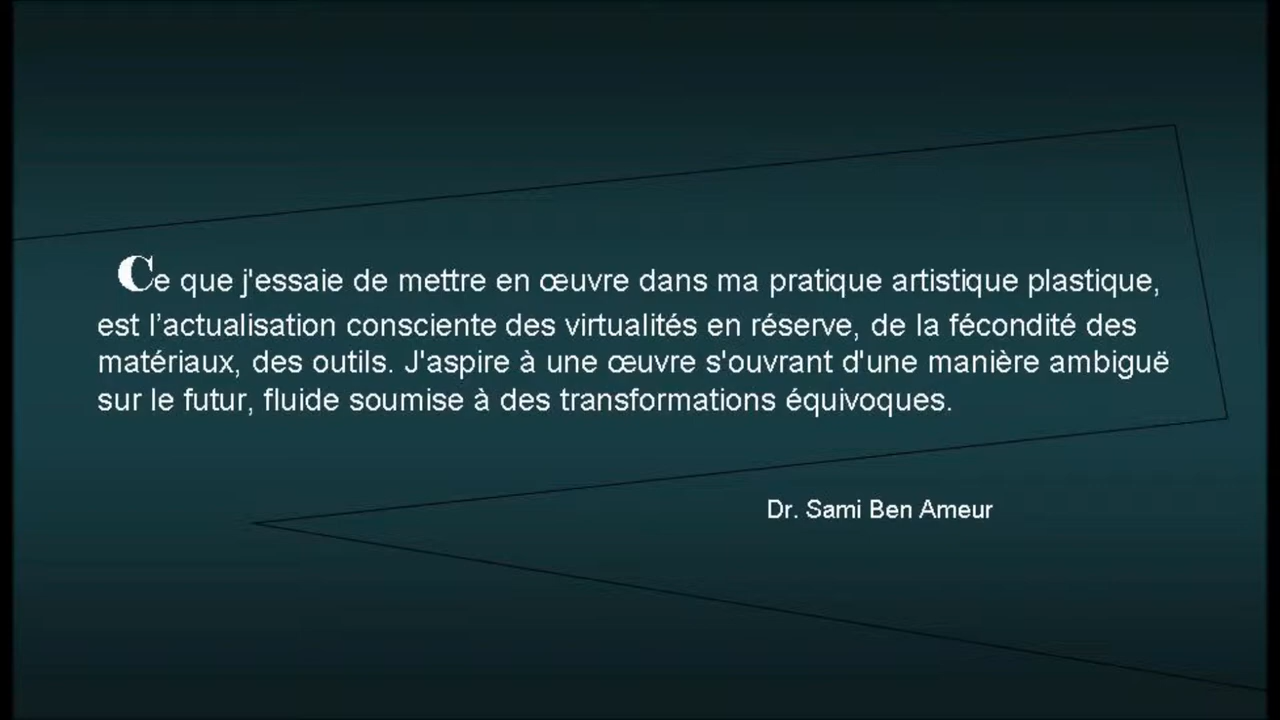 Ce que j'essaie de mettre en œuvre dans ma pratique artistique plastique,
est l’actualisation consciente des virtualités en réserve, de la fécondité des
matériaux, des outils. J'aspire à une œuvre s'ouvrant d'une manière ambiguë
sur le futur, fluide soumise à des transformations équivoques.
Dr. Sami Ben Ameur